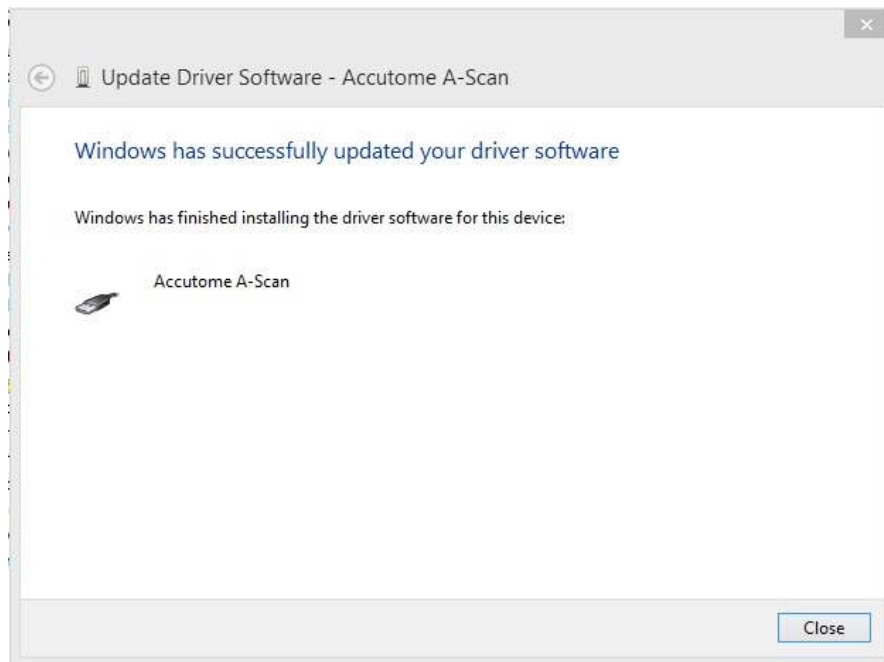 Update Driver Software - Accutome A-Scan
Windows has successfully updated your driver software
Windows has finished installing the driver software for this device:
Accutome A-Scan
Close